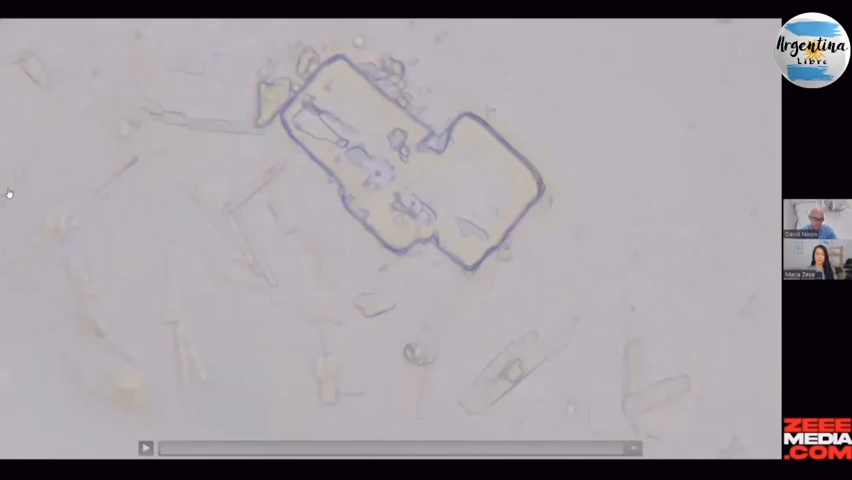 Argentina
Libre
David Nixon
Maria Zeee
ZEEE
MEDIA
.COM